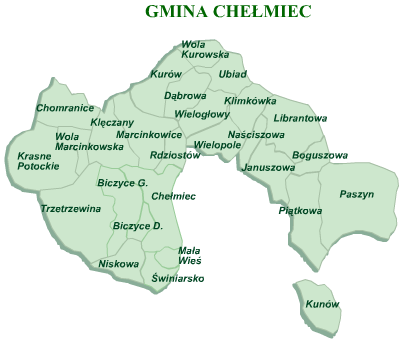 GMINA CHEŁMIEC
Wola
Kurowska
Kurów
Ubiad
Dąbrowa
Klimkówka
Chomranice
Wielogłowy
Librantowa
Klęczany
Marcinkowice
Naściszowa
Wola
Marcinkowska
Wielopole
Krasne
Potockie
Rdziostów
Boguszowa
Januszowa
Biczyce G.
Chełmiec
Paszyn
Trzetrzewina
Piątkowa
Biczyce D.
Mała
Wieś
Niskowa
Świniarsko
Kunów